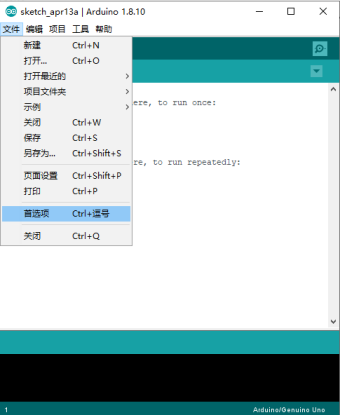 sketch_apr13a | Arduino 1.8.10
文件 编辑 项目 工具 帮助
新建 Ctrl+N
打开... Ctrl+O
打开最近的
项目文件夹
示例
关闭 Ctrl+W
保存 Ctrl+S
另存为... Ctrl+Shift+S
页面设置 Ctrl+Shift+P
打印 Ctrl+P
首选项 Ctrl+逗号
关闭 Ctrl+Q
ere, to run once:
re, to run repeatedly:
1 Arduino/Genuino Uno